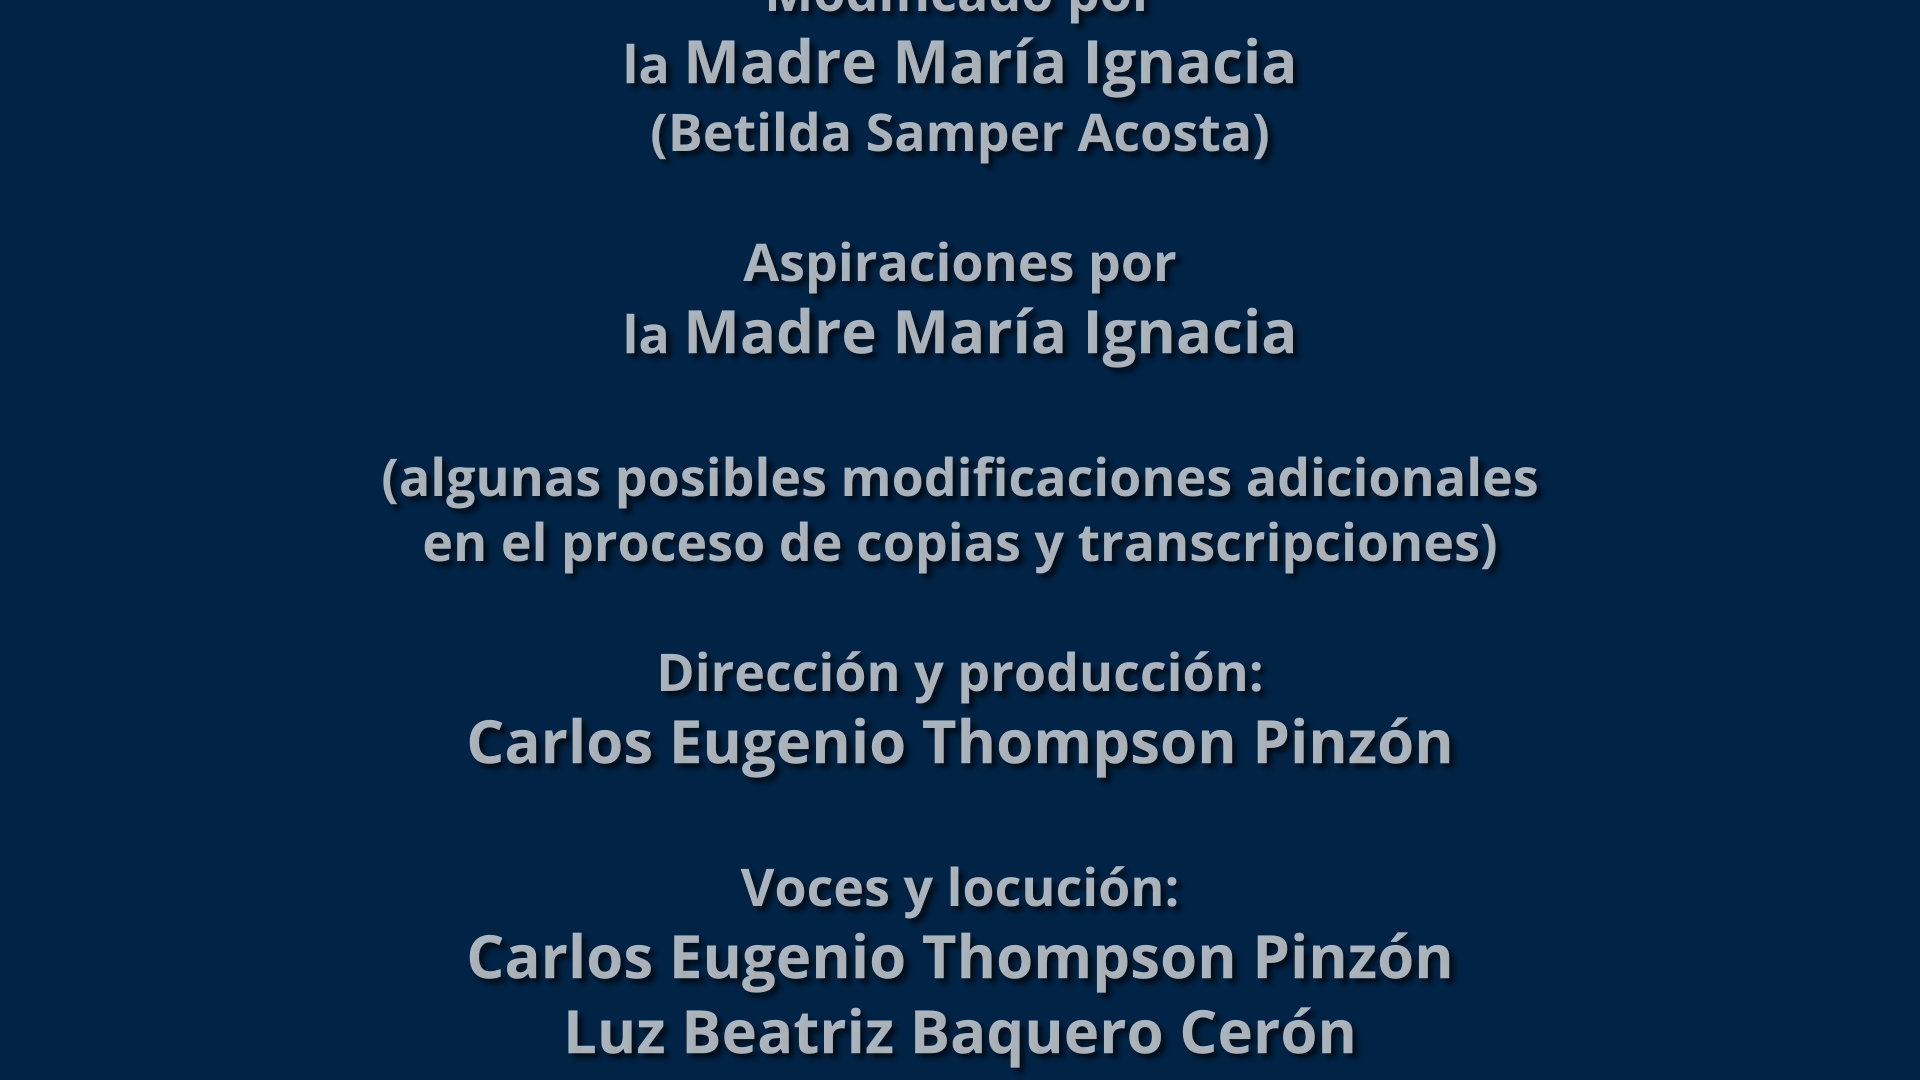 Modificado por
la Madre María Ignacia
(Betilda Samper Acosta)
Aspiraciones por
la Madre María Ignacia
(algunas posibles modificaciones adicionales
en el proceso de copias y transcripciones)
Dirección y producción:
Carlos Eugenio Thompson Pinzón
Voces y locución:
Carlos Eugenio Thompson Pinzón
Luz Beatriz Baquero Cerón